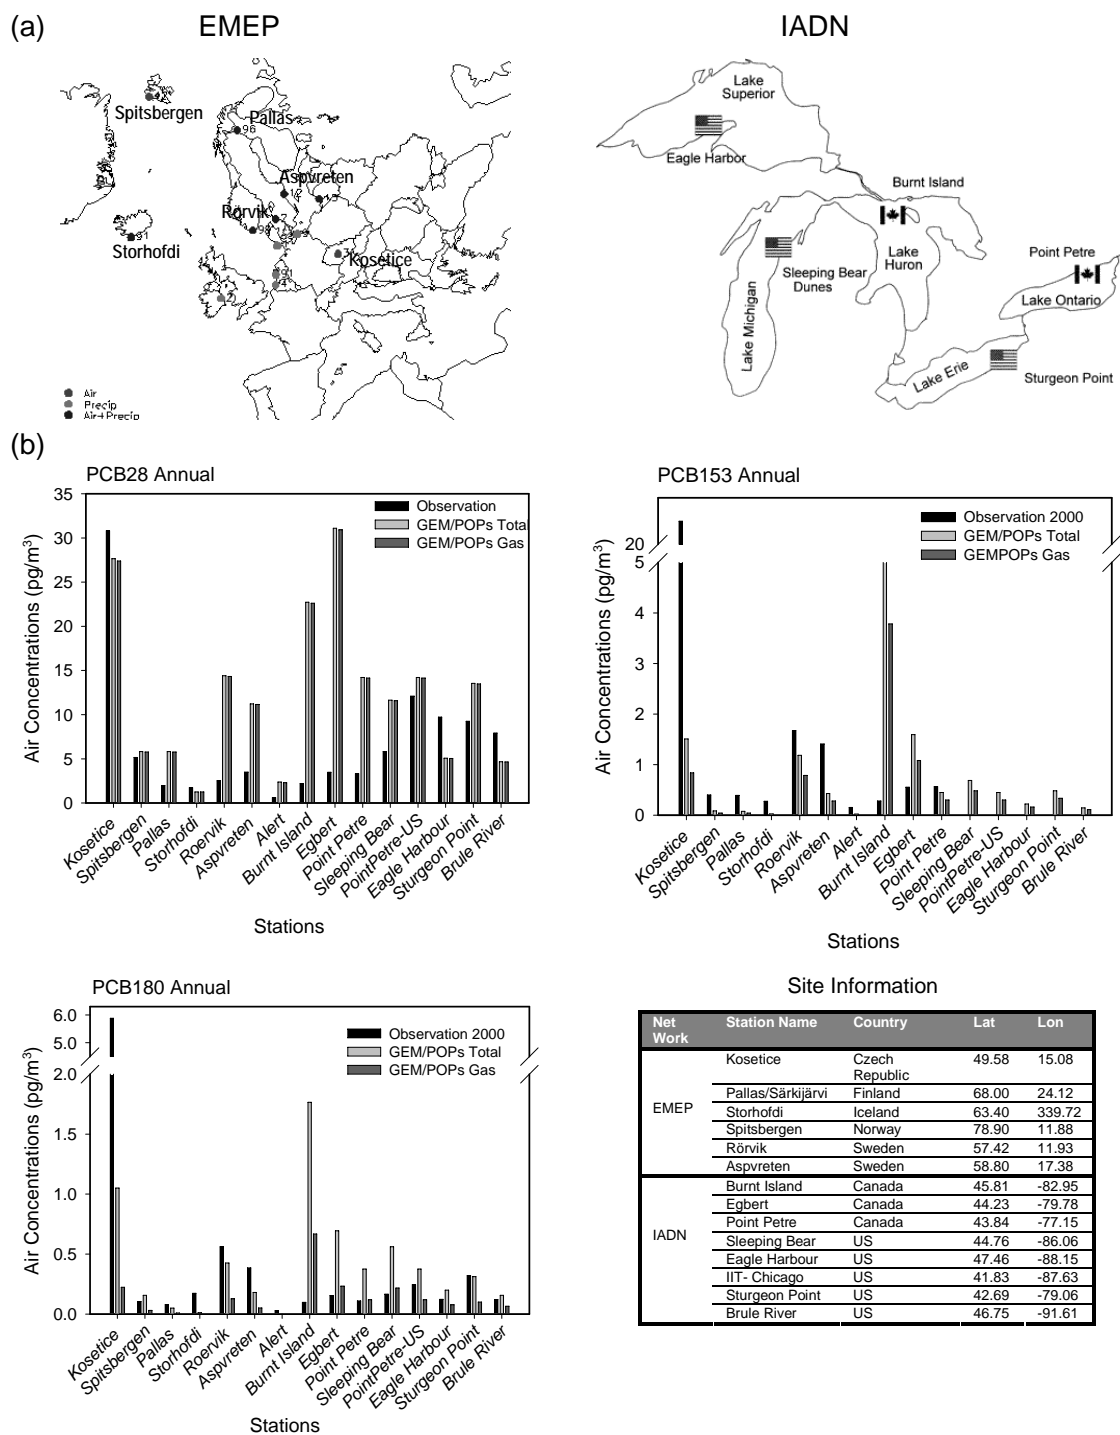 (a)
EMEP
IADN
Spitsbergen
Pallas
96
Aspvreten
12
13
Rörvik
7
98
99
Storhofdi
91
Kosetice
3
91
4
2
Air
Precip
Air+Precip
Lake
Superior
Eagle Harbor
Burnt Island
Lake
Huron
Sleeping Bear
Dunes
Lake Michigan
Point Petre
Lake Ontario
Lake Erie
Sturgeon Point
(b)
PCB28 Annual
Air Concentrations (pg/m³)
35
30
25
20
15
10
5
0
Observation
GEM/POPs Total
GEM/POPs Gas
Kosetice
Spitsbergen
Pallas
Storhofdi
Roervik
Aspvreten
Alert
Burnt Island
Egbert
Point Petre
Sleeping Bear
PointPetre-US
Eagle Harbour
Sturgeon Point
Brule River
Stations
PCB153 Annual
Air Concentrations (pg/m³)
20
5
4
3
2
1
0
Observation 2000
GEM/POPs Total
GEMPOPs Gas
Kosetice
Spitsbergen
Pallas
Storhofdi
Roervik
Aspvreten
Alert
Burnt Island
Egbert
Point Petre
Sleeping Bear
PointPetre-US
Eagle Harbour
Sturgeon Point
Brule River
Stations
PCB180 Annual
Air Concentrations (pg/m³)
6.0
5.0
2.0
1.5
1.0
0.5
0.0
Observation 2000
GEM/POPs Total
GEM/POPs Gas
Kosetice
Spitsbergen
Pallas
Storhofdi
Roervik
Aspvreten
Alert
Burnt Island
Egbert
Point Petre
Sleeping Bear
PointPetre-US
Eagle Harbour
Sturgeon Point
Brule River
Stations
Site Information
Net Station Name Country Lat Lon
Work
EMEP
Kosetice Czech 49.58 15.08
Republic
Pallas/Särkijärvi Finland 68.00 24.12
Storhofdi Iceland 63.40 339.72
Spitsbergen Norway 78.90 11.88
Rörvik Sweden 57.42 11.93
Aspvreten Sweden 58.80 17.38
IADN
Burnt Island Canada 45.81 -82.95
Egbert Canada 44.23 -79.78
Point Petre Canada 43.84 -77.15
Sleeping Bear US 44.76 -86.06
Eagle Harbour US 47.46 -88.15
IIT- Chicago US 41.83 -87.63
Sturgeon Point US 42.69 -79.06
Brule River US 46.75 -91.61